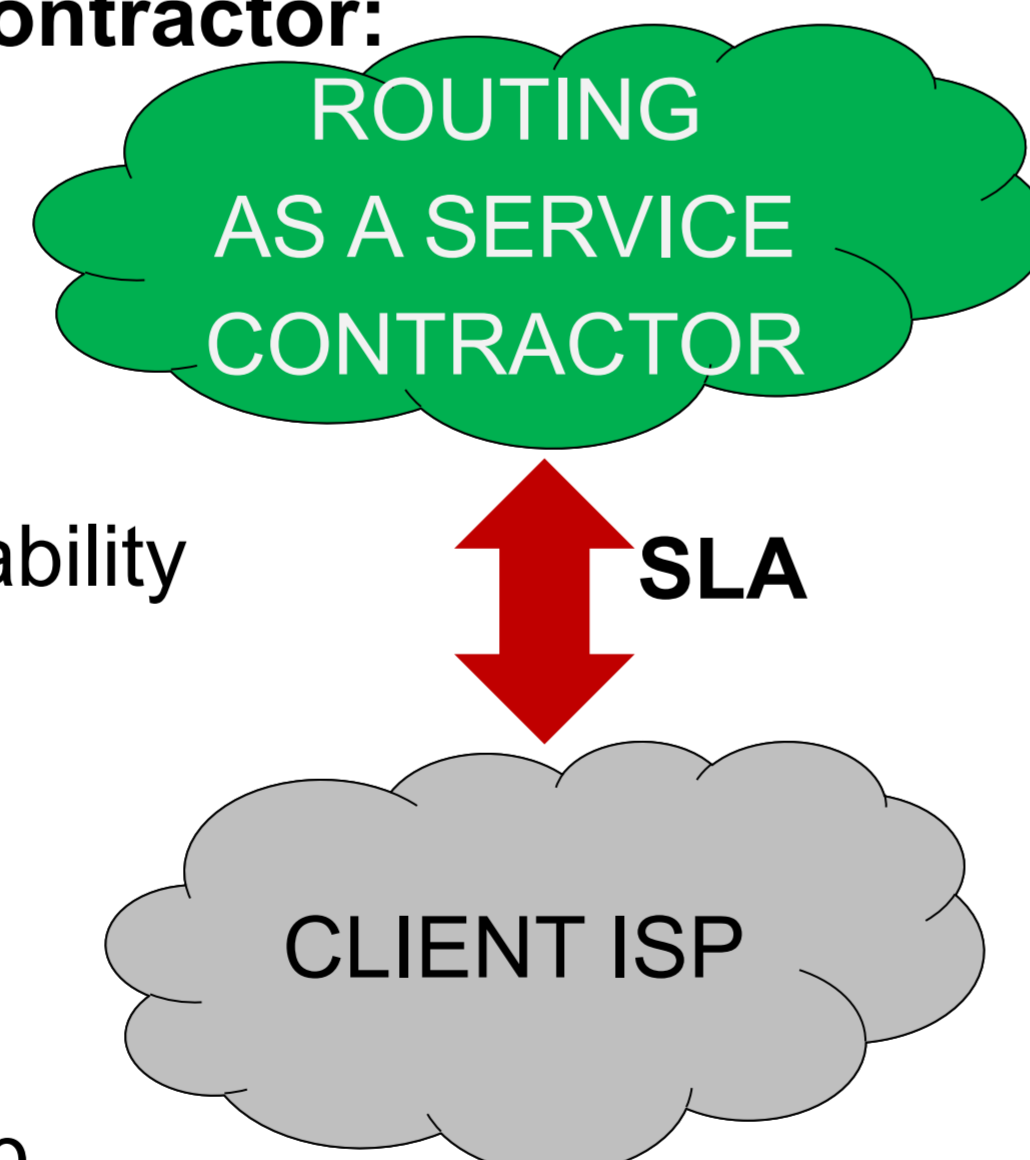 ontractor:
ROUTING
AS A SERVICE
CONTRACTOR
ability
SLA
CLIENT ISP